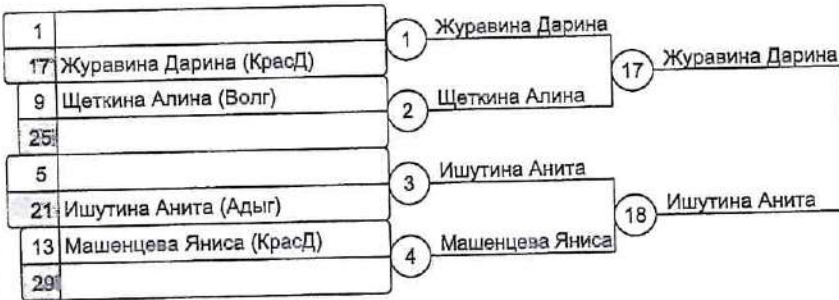 1
17 Журавина Дарина (КрасД)
1 Журавина Дарина
9 Щеткина Алина (Волг)
25
2 Щеткина Алина
17 Журавина Дарина
5
21 Ишутина Анита (Адыг)
3 Ишутина Анита
13 Машенцева Яниса (КрасД)
29
4 Машенцева Яниса
18 Ишутина Анита